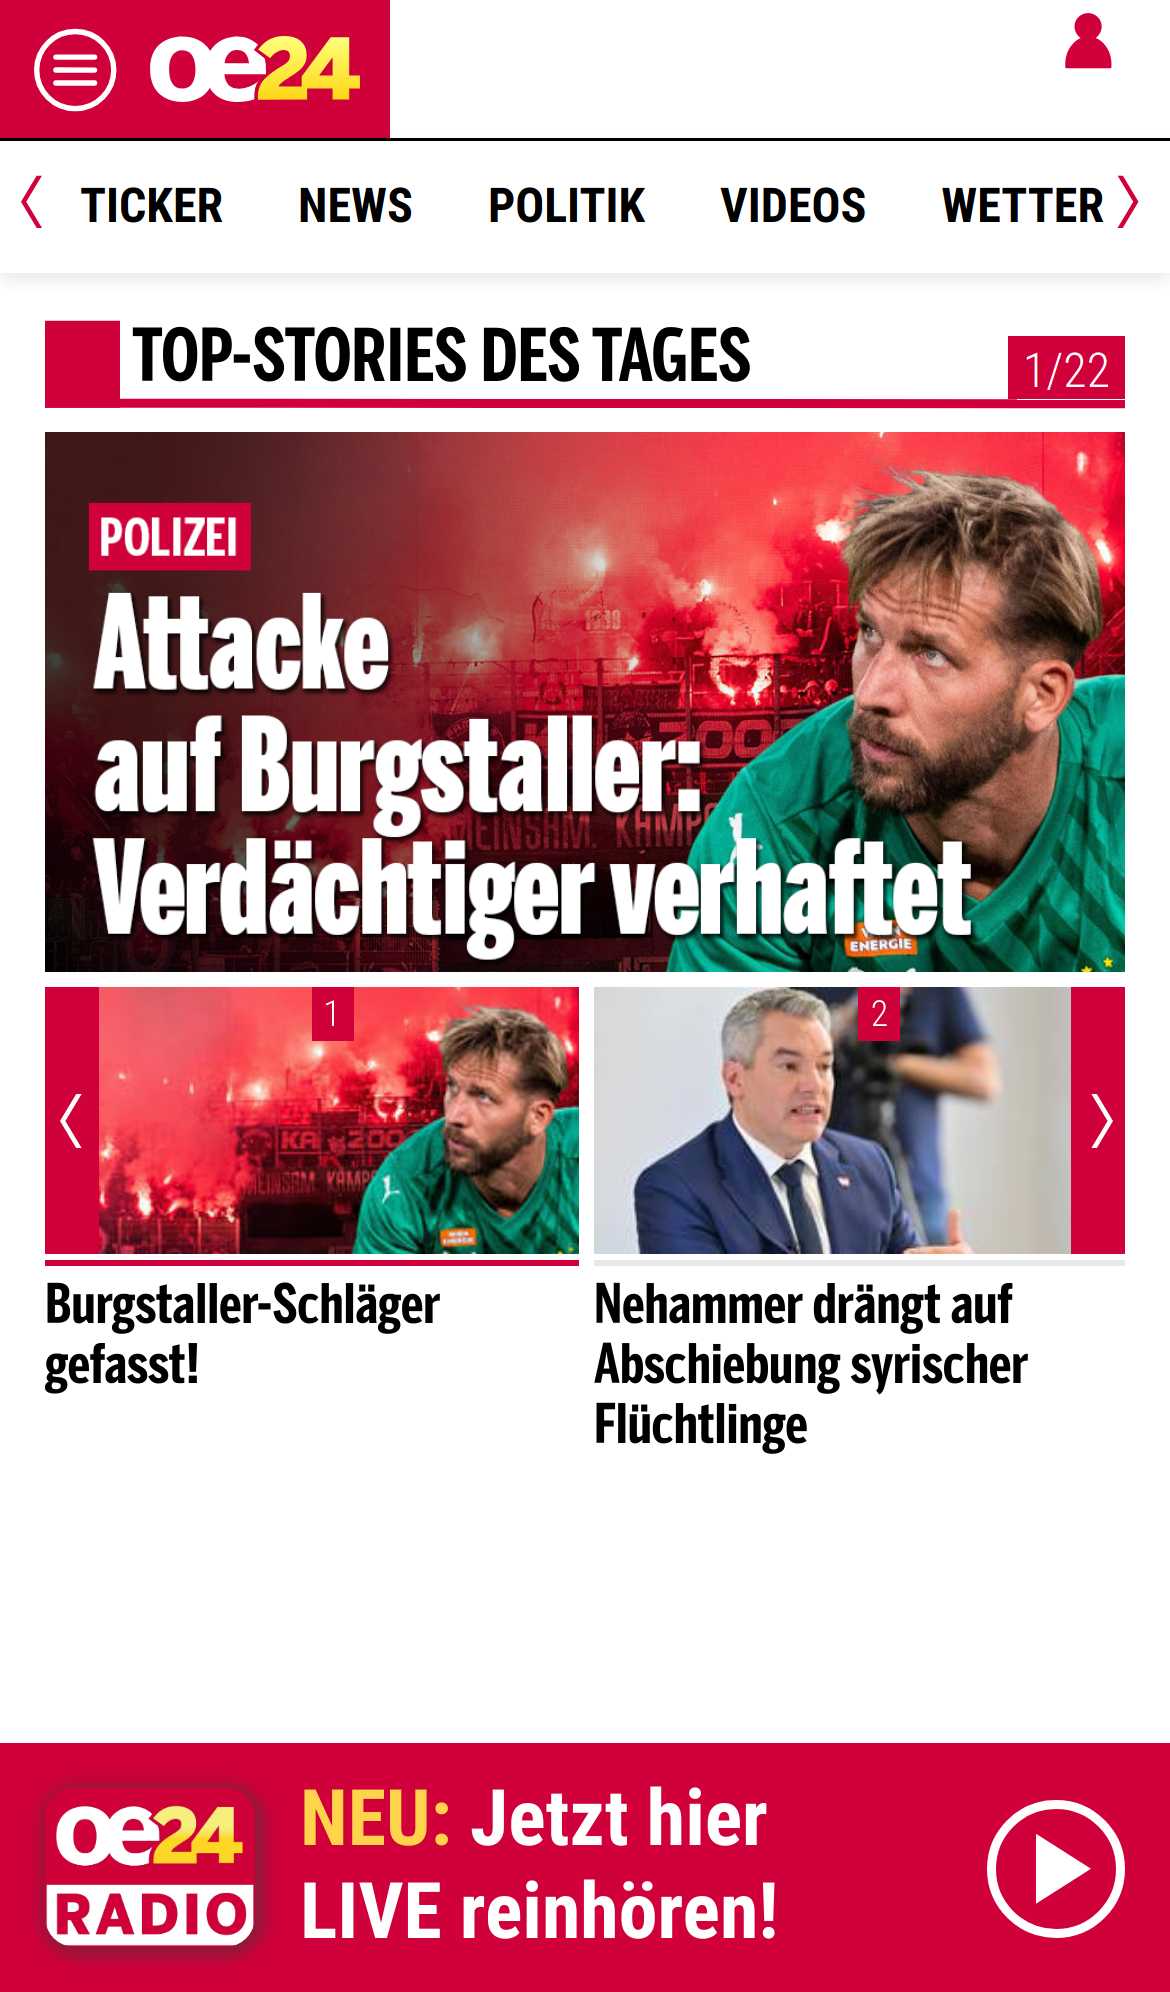 oe24
TICKER NEWS POLITIK VIDEOS WETTER
TOP-STORIES DES TAGES
1/22
POLIZEI
Attacke
auf Burgstaller:
Verdächtiger verhaftet
ENERGIE
1
2
Burgstaller-Schläger
gefasst!
Nehammer drängt auf
Abschiebung syrischer
Flüchtlinge
oe24
RADIO
NEU: Jetzt hier
LIVE reinhören!